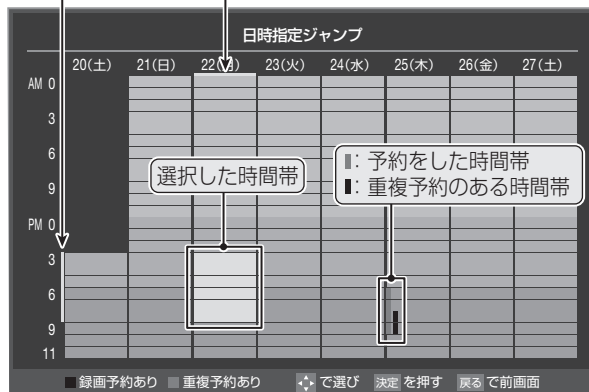 日時指定ジャンプ
20(土) 21(日) 22(月) 23(火) 24(水) 25(木) 26(金) 27(土)
AM 0
3
6
9
PM 0
3
6
9
11
選択した時間帯
: 予約をした時間帯
: 重複予約のある時間帯
録画予約あり 重複予約あり で選び 決定 を押す 戻る で前画面